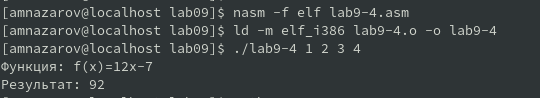 [amnazarov@localhost lab09]$ nasm -f elf lab9-4.asm
[amnazarov@localhost lab09]$ ld -m elf_i386 lab9-4.o -o lab9-4
[amnazarov@localhost lab09]$ ./lab9-4 1 2 3 4
Функция: f(x)=12x-7
Результат: 92